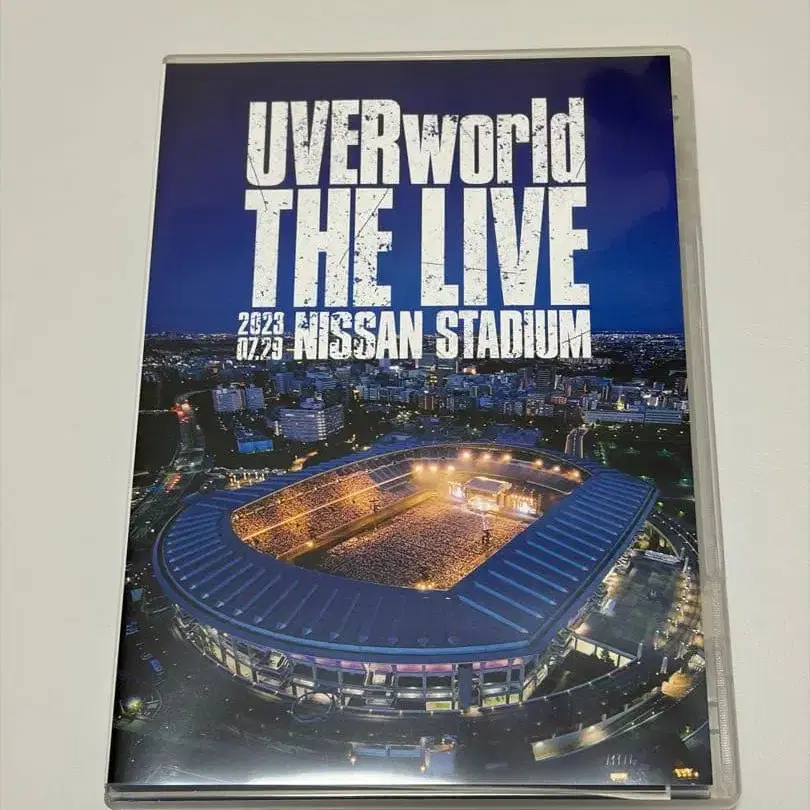 UVERworld
THE LIVE
2023
07.29
NISSAN STADIUM